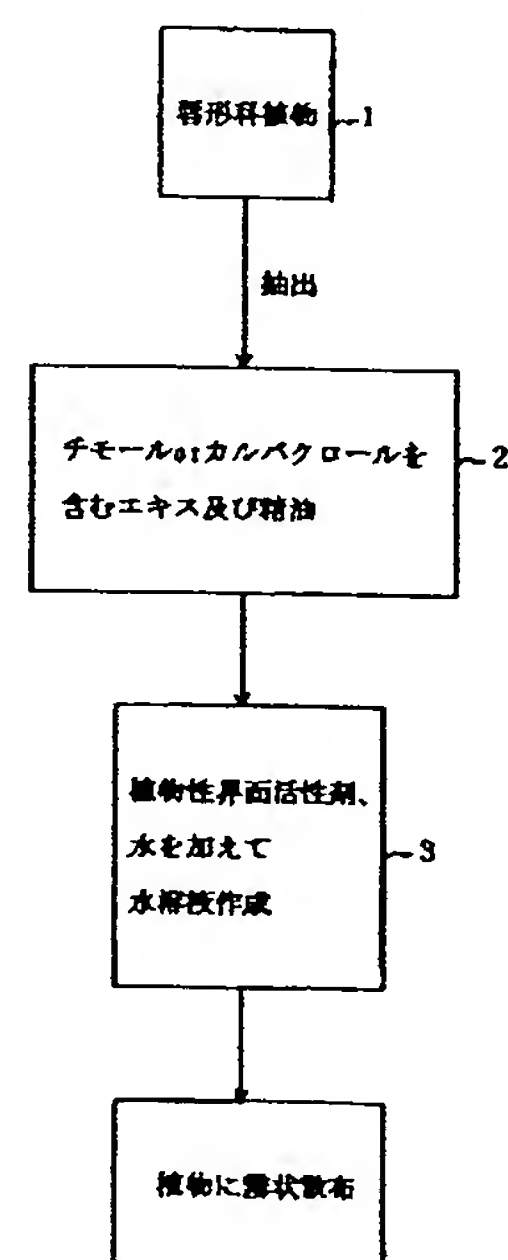 唇形科植物
1
抽出
チモールorカルバクロールを
含むエキス及び精油
2
植物性界面活性剤、
水を加えて
水溶液作成
3
植物に霧状散布